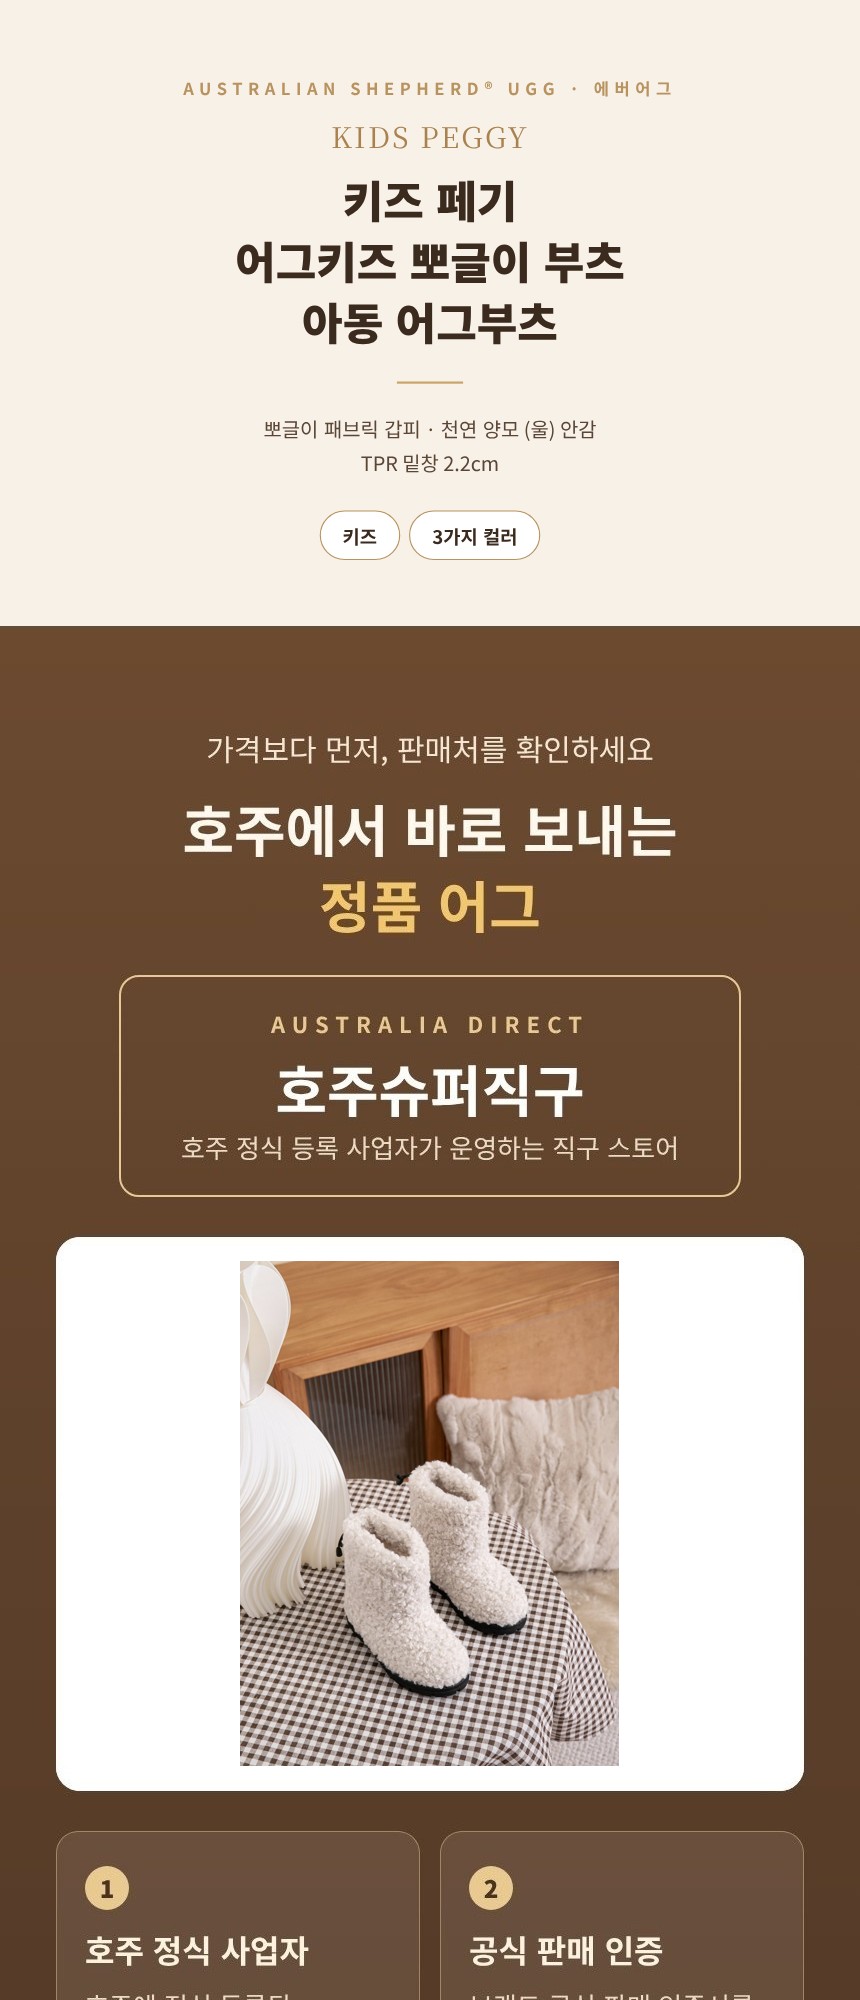 AUSTRALIAN SHEPHERD® UGG · 에버어그
KIDS PEGGY
키즈 페기
어그키즈 뽀글이 부츠
아동 어그부츠
뽀글이 패브릭 갑피 · 천연 양모 (울) 안감
TPR 밑창 2.2cm
키즈
3가지 컬러
가격보다 먼저, 판매처를 확인하세요
호주에서 바로 보내는
정품 어그
AUSTRALIA DIRECT
호주슈퍼직구
호주 정식 등록 사업자가 운영하는 직구 스토어
1
호주 정식 사업자
2
공식 판매 인증